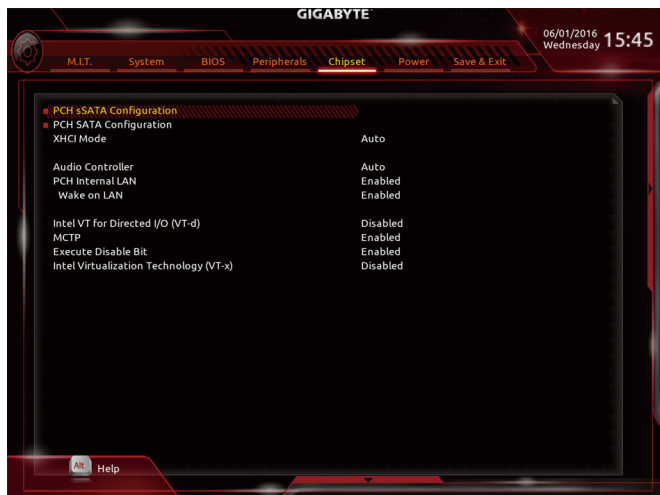 GIGABYTE
06/01/2016
Wednesday
15:45
M.I.T. System BIOS Peripherals Chipset Power Save & Exit
PCH sSATA Configuration
PCH SATA Configuration
XHCI Mode Auto
Audio Controller Auto
PCH Internal LAN Enabled
Wake on LAN Enabled
Intel VT for Directed I/O (VT-d) Disabled
MCTP Enabled
Execute Disable Bit Enabled
Intel Virtualization Technology (VT-x) Disabled
Alt Help